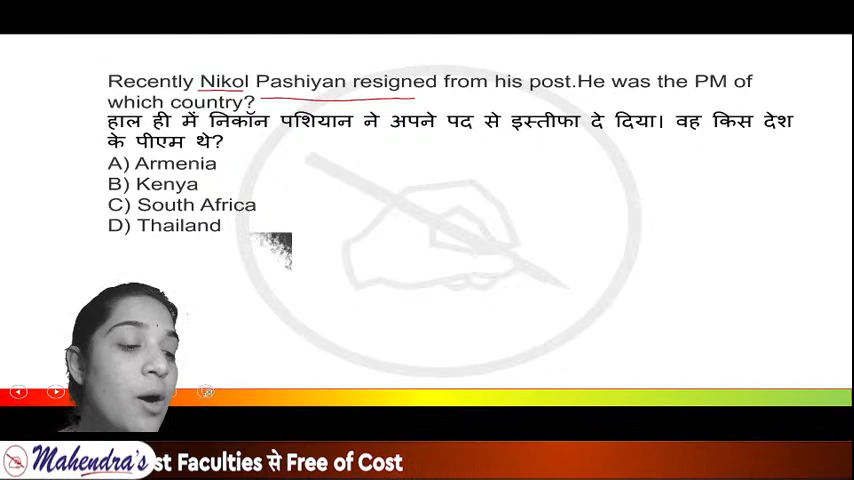 Recently Nikol Pashiyan resigned from his post.He was the PM of
which country?
हाल ही में निकॉन पशियान ने अपने पद से इस्तीफा दे दिया। वह किस देश
के पीएम थे?
A) Armenia
B) Kenya
C) South Africa
D) Thailand
Mahendra's st Faculties से Free of Cost